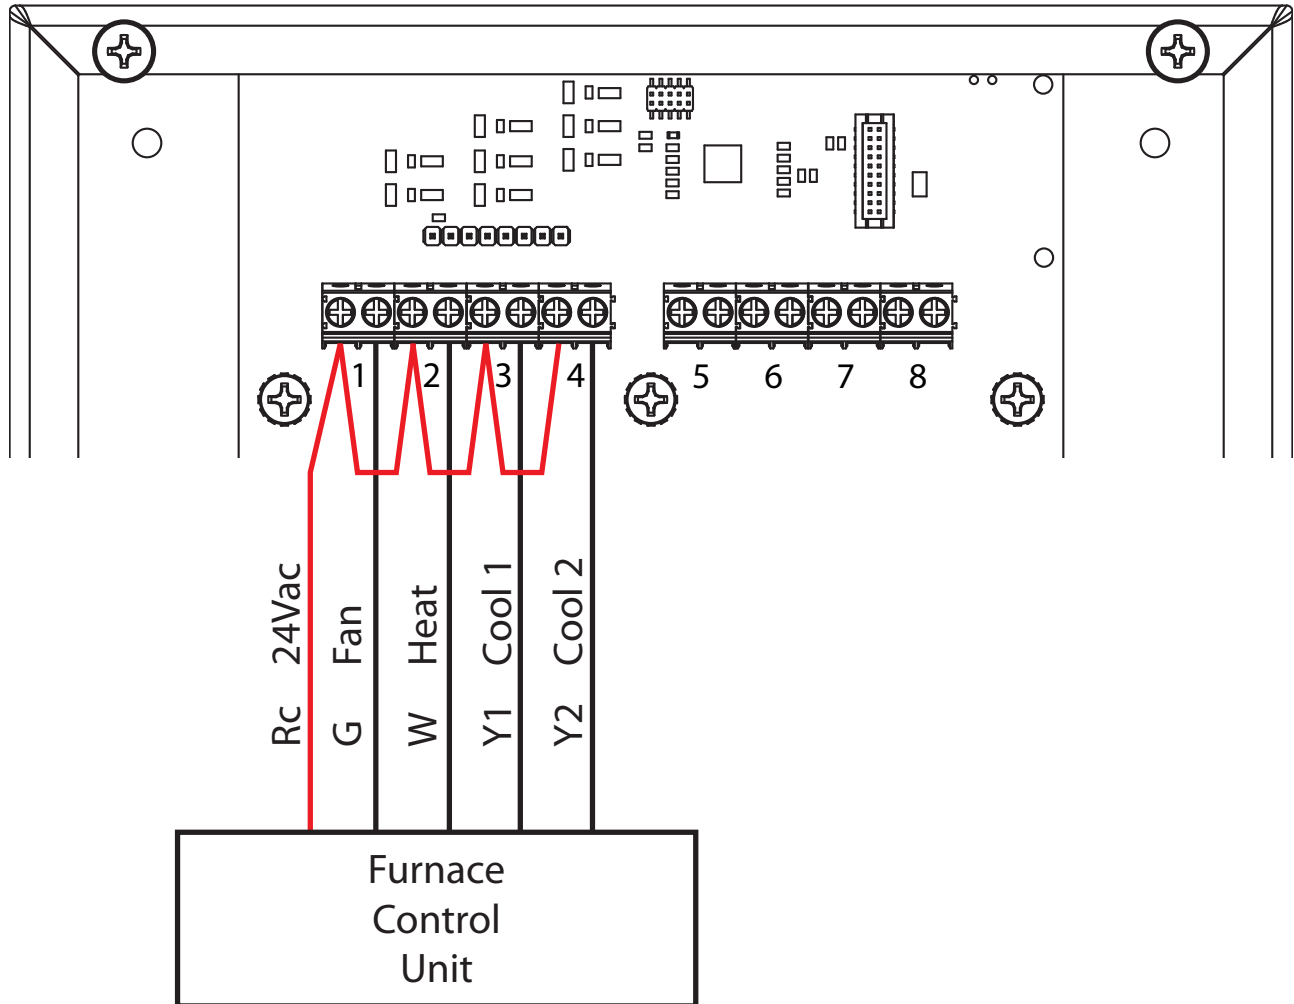 1 2 3 4 5 6 7 8
Rc 24Vac
G Fan
W Heat
Y1 Cool 1
Y2 Cool 2
Furnace
Control
Unit